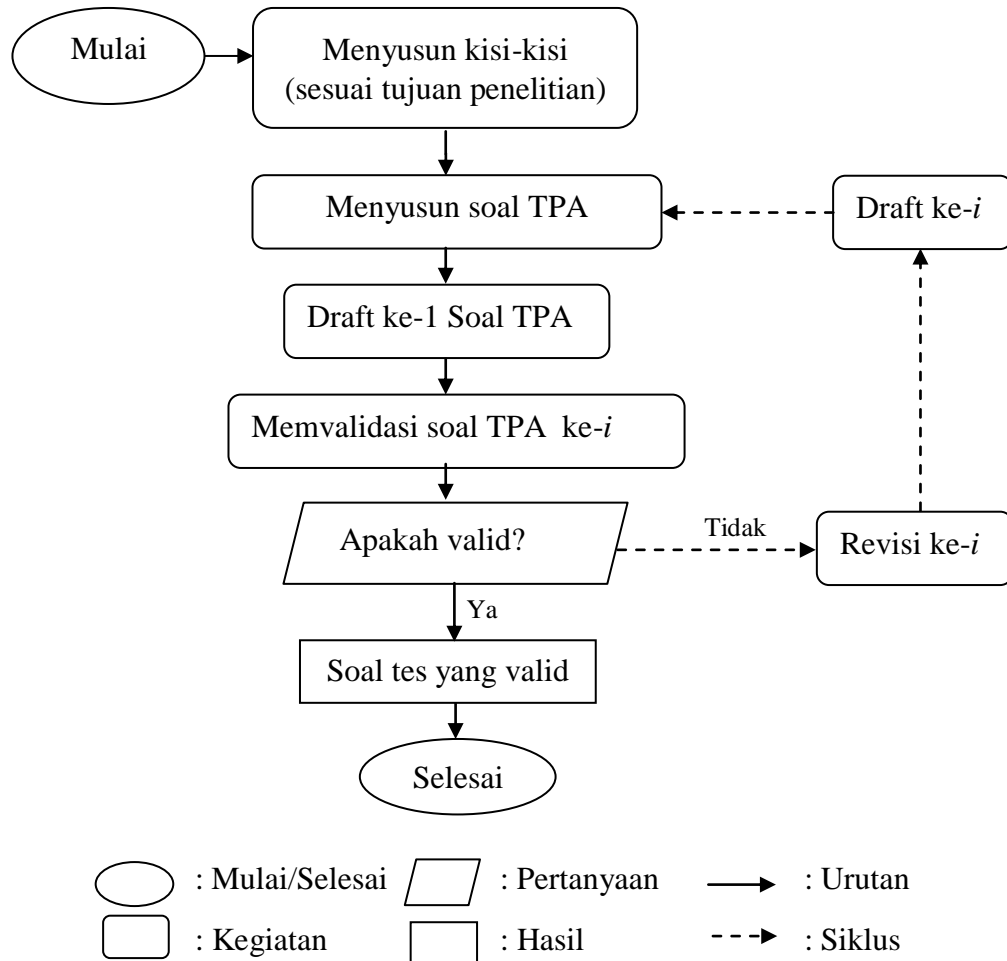 Mulai
Menyusun kisi-kisi
(sesuai tujuan penelitian)
Menyusun soal TPA
Draft ke-i
Draft ke-1 Soal TPA
Memvalidasi soal TPA ke-i
Apakah valid?
Tidak
Revisi ke-i
Ya
Soal tes yang valid
Selesai
: Mulai/Selesai
: Pertanyaan
: Urutan
: Kegiatan
: Hasil
: Siklus